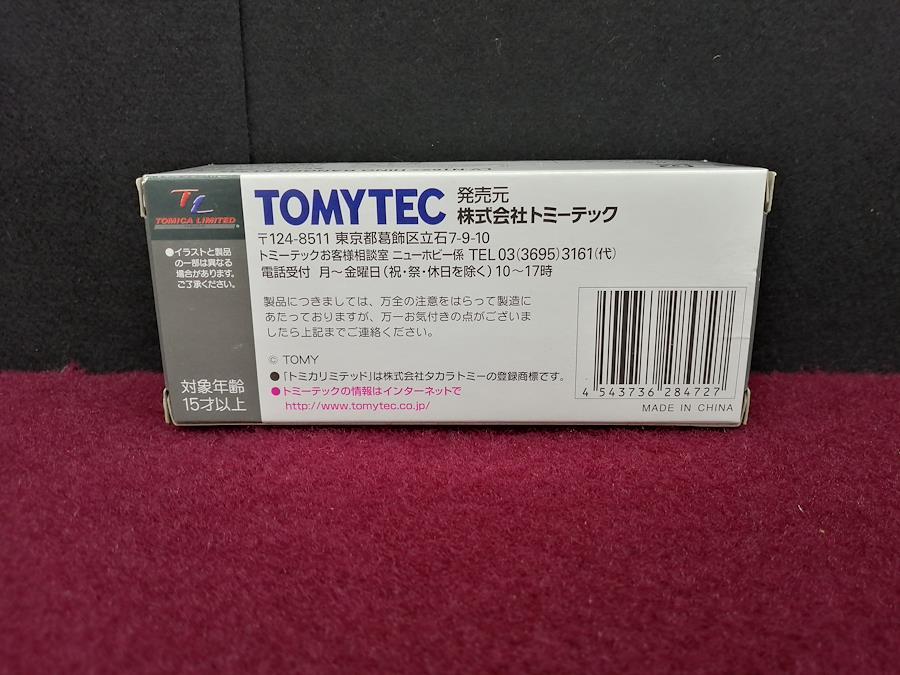 TL
TOMICA LIMITED
●イラストと製品
の一部は異なる
場合があります。
ご了承ください。
対象年齢
15才以上
TOMYTEC
発売元
株式会社トミーテック
〒124-8511 東京都葛飾区立石7-9-10
トミーテックお客様相談室 ニューホビー係 TEL 03(3695)3161(代)
電話受付 月〜金曜日(祝・祭・休日を除く)10〜17時
製品につきましては、万全の注意をはらって製造に
あたっておりますが、万一お気付きの点がございま
したら上記までご連絡ください。
© TOMY
●「トミカリミテッド」は株式会社タカラトミーの登録商標です。
●トミーテックの情報はインターネットで
http://www.tomytec.co.jp/
4 543736 284727
MADE IN CHINA